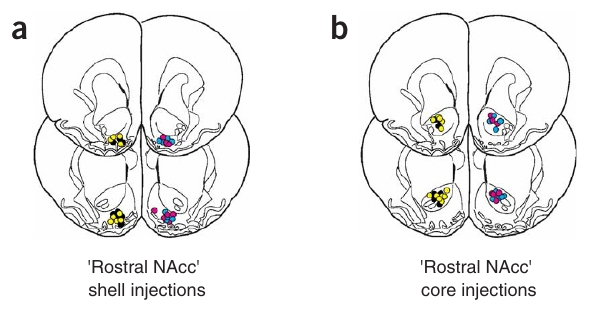 a
b
'Rostral NAcc'
shell injections
'Rostral NAcc'
core injections